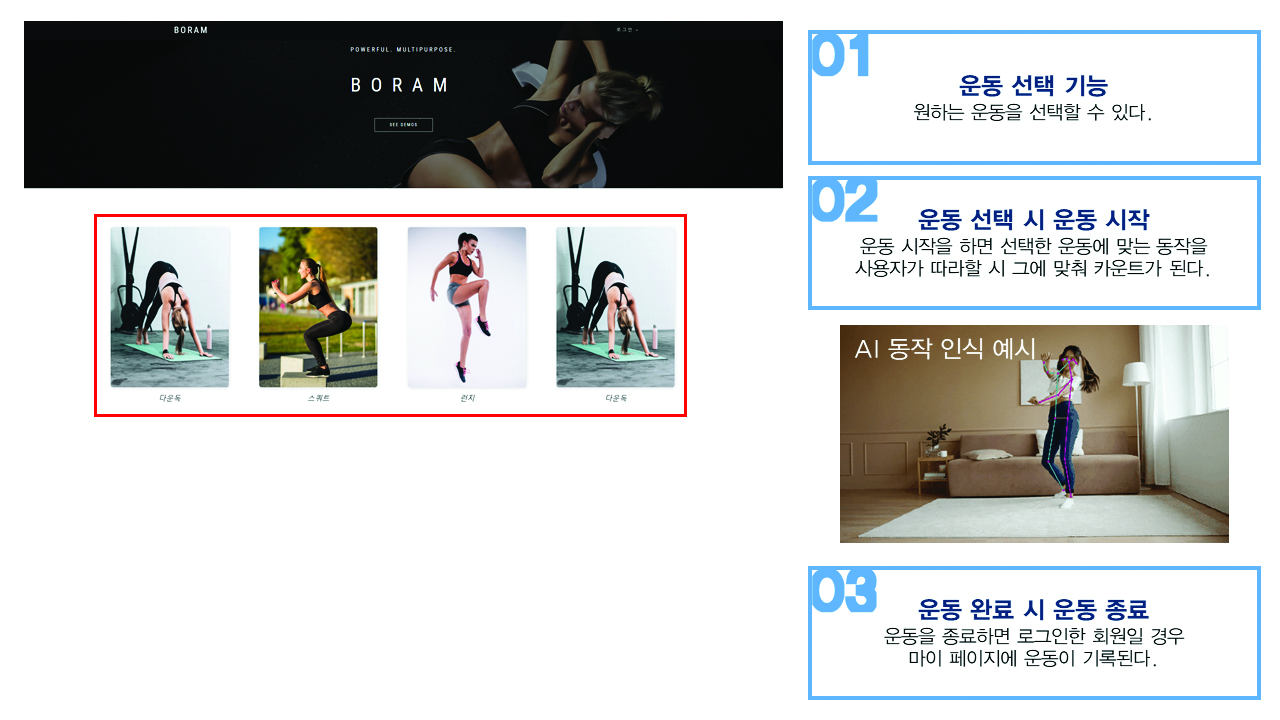 BORAM
로그인
POWERFUL. MULTIPURPOSE.
BORAM
SEE DEMOS
다운독
스쿼트
런지
다운독
01
운동 선택 기능
원하는 운동을 선택할 수 있다.
02
운동 선택 시 운동 시작
운동 시작을 하면 선택한 운동에 맞는 동작을
사용자가 따라할 시 그에 맞춰 카운트가 된다.
AI 동작 인식 예시
03
운동 완료 시 운동 종료
운동을 종료하면 로그인한 회원일 경우
마이 페이지에 운동이 기록된다.